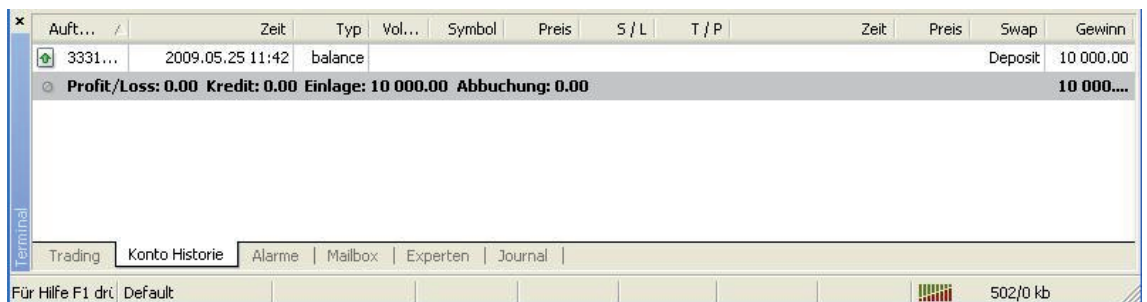 Auft... / Zeit Typ Vol... Symbol Preis S / L T / P Zeit Preis Swap Gewinn
3331... 2009.05.25 11:42 balance Deposit 10 000.00
Profit/Loss: 0.00 Kredit: 0.00 Einlage: 10 000.00 Abbuchung: 0.00 10 000....
Terminal
Trading Konto Historie Alarme | Mailbox | Experten | Journal |
Für Hilfe F1 drü Default 502/0 kb